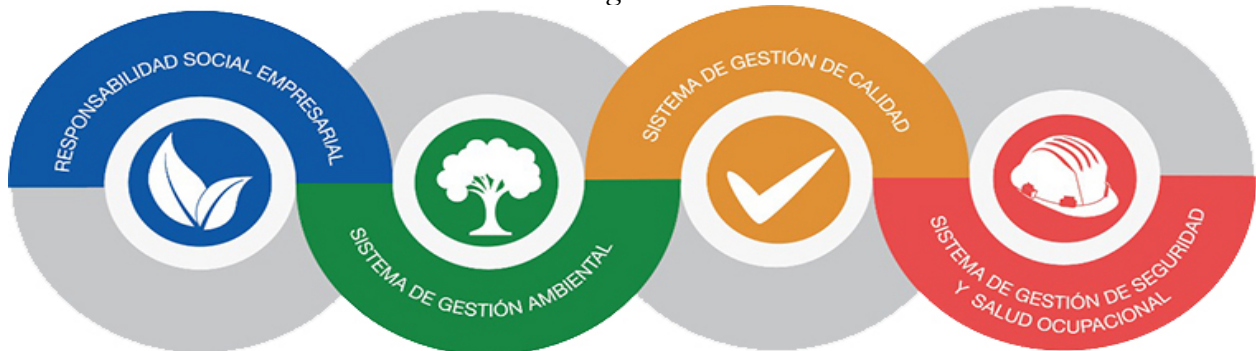 RESPONSABILIDAD SOCIAL EMPRESARIAL
SISTEMA DE GESTIÓN AMBIENTAL
SISTEMA DE GESTIÓN DE CALIDAD
SISTEMA DE GESTIÓN DE SEGURIDAD
Y SALUD OCUPACIONAL